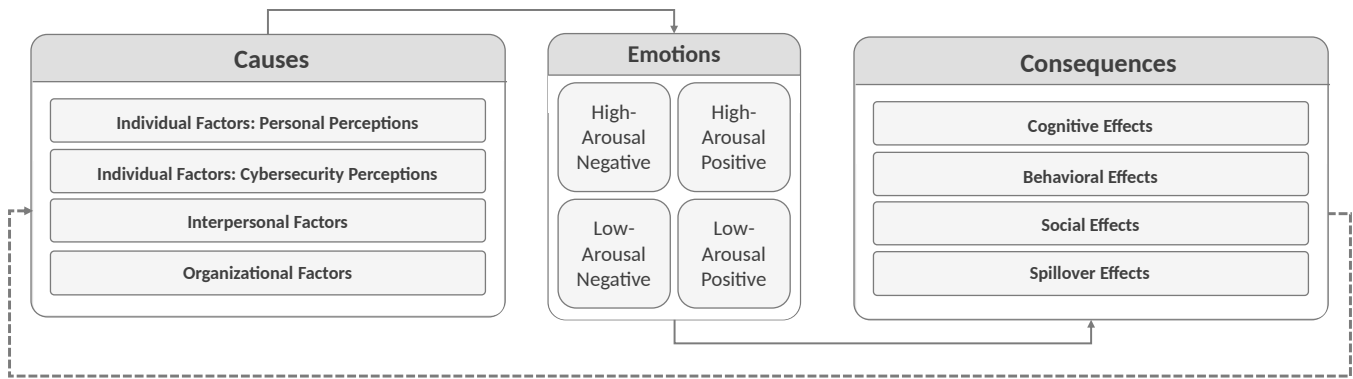 Causes
Individual Factors: Personal Perceptions
Individual Factors: Cybersecurity Perceptions
Interpersonal Factors
Organizational Factors
Emotions
High-
Arousal
Negative
High-
Arousal
Positive
Low-
Arousal
Negative
Low-
Arousal
Positive
Consequences
Cognitive Effects
Behavioral Effects
Social Effects
Spillover Effects